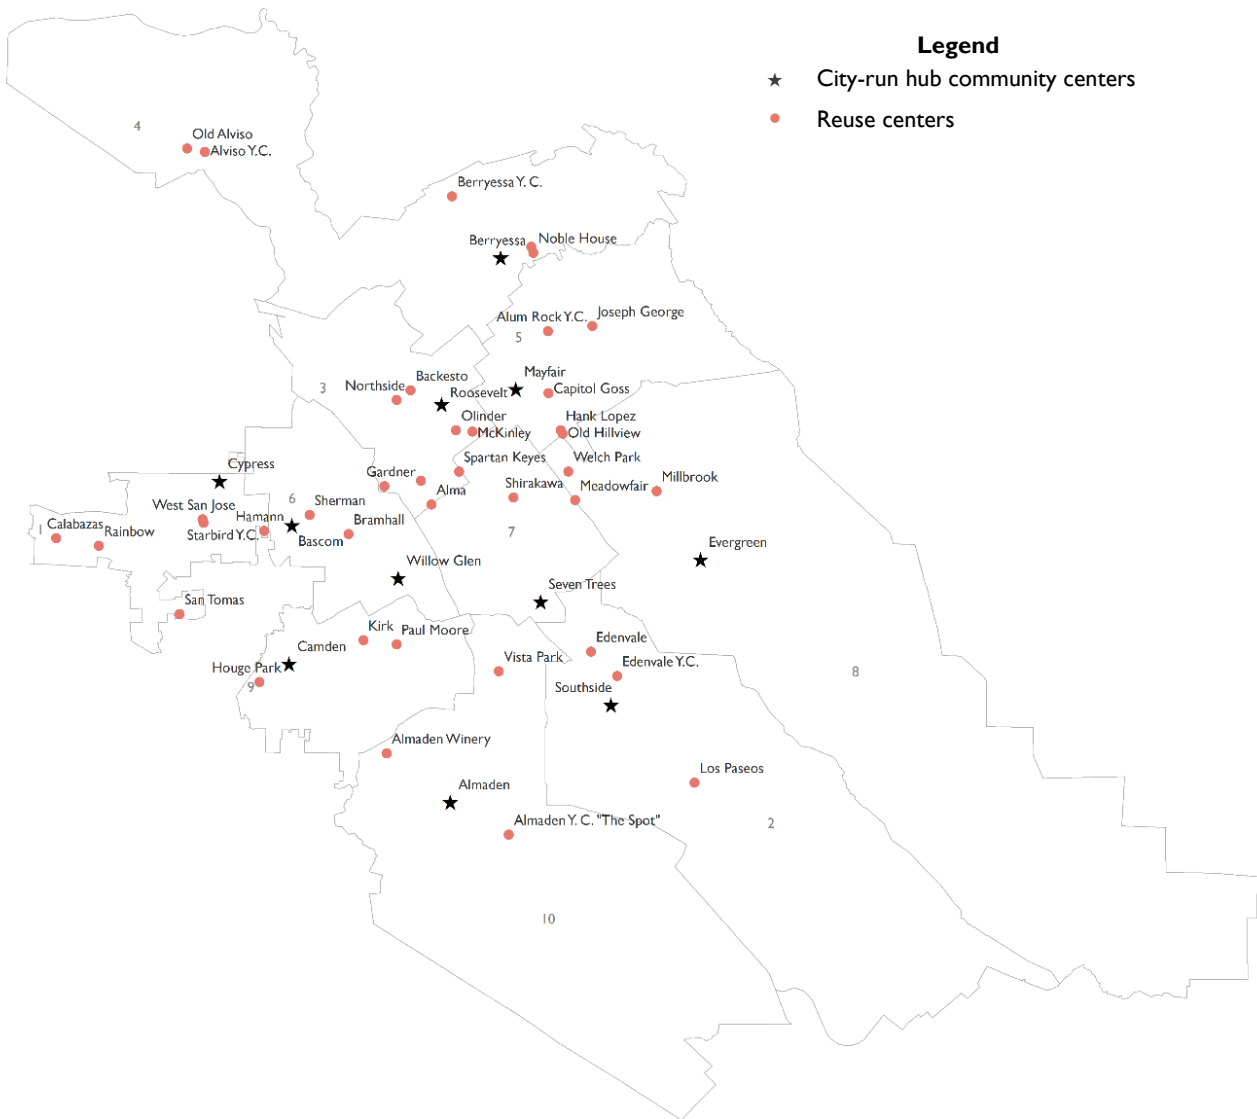 Legend
City-run hub community centers
Reuse centers
4
Old Alviso
Alviso Y.C.
Berryessa Y. C.
Berryessa
Noble House
Alum Rock Y.C.
Joseph George
5
Mayfair
Capitol Goss
3
Northside
Backesto
Roosevelt
Olinder
McKinley
Hank Lopez
Old Hillview
Cypress
Gardner
Spartan Keyes
Welch Park
Alma
Shirakawa
Meadowfair
Millbrook
6
West San Jose
Sherman
Hamann
Starbird Y.C.
Bascom
Bramhall
1
Calabazas
Rainbow
7
Evergreen
Willow Glen
Seven Trees
San Tomas
Kirk
Paul Moore
Camden
Houge Park
9
Vista Park
Edenvale
Edenvale Y.C.
Southside
8
Almaden Winery
Almaden
Los Paseos
Almaden Y. C. "The Spot"
2
10